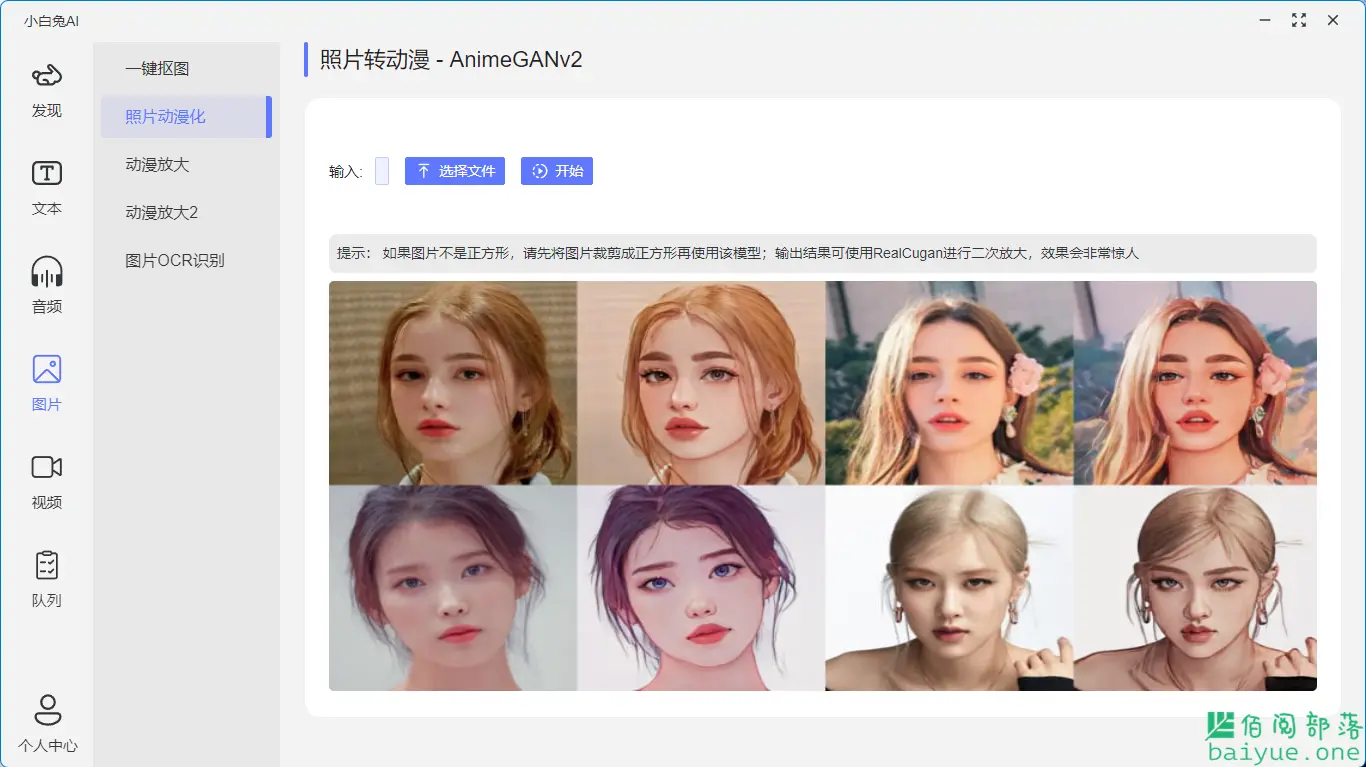 小白兔AI
发现
文本
音频
图片
视频
队列
个人中心
一键抠图
照片动漫化
动漫放大
动漫放大2
图片OCR识别
照片转动漫 - AnimeGANv2
输入:
选择文件
开始
提示： 如果图片不是正方形，请先将图片裁剪成正方形再使用该模型；输出结果可使用RealCugan进行二次放大，效果会非常惊人
佰阅部落
baiyue.one